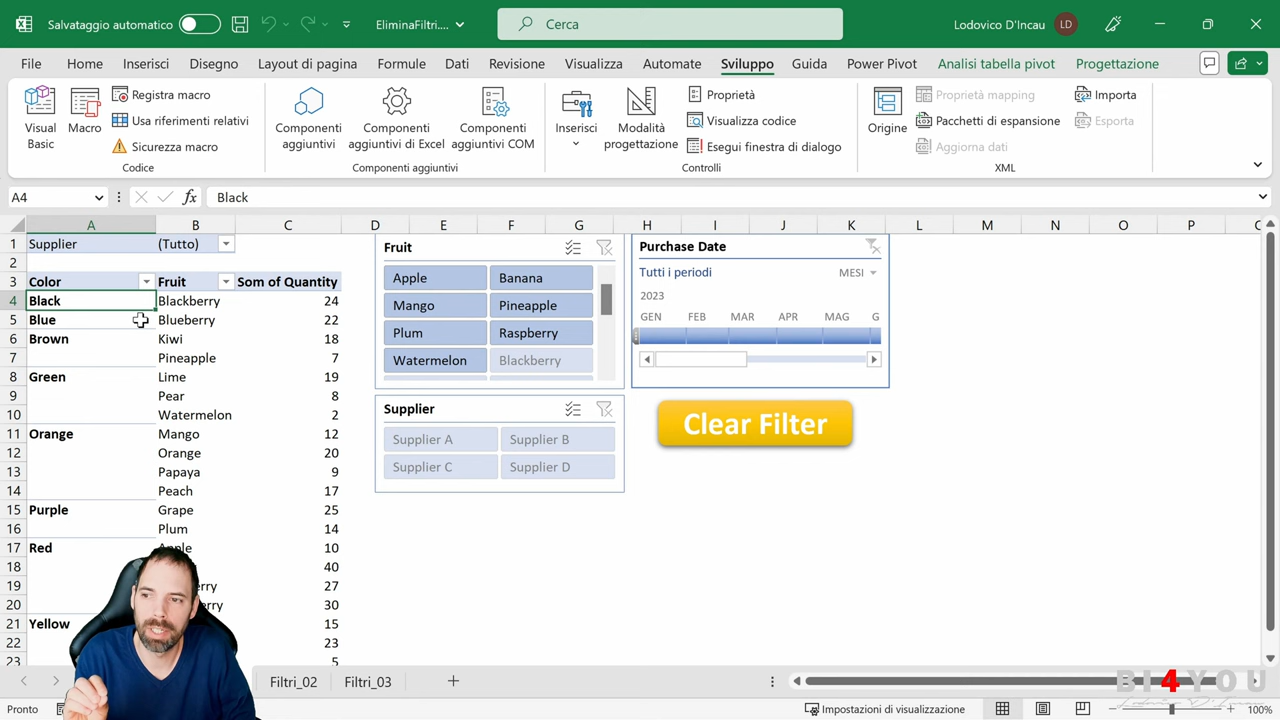 Salvataggio automatico
EliminaFiltri....
Cerca
Lodovico D'Incau
LD
File Home Inserisci Disegno Layout di pagina Formule Dati Revisione Visualizza Automate Sviluppo Guida Power Pivot Analisi tabella pivot Progettazione
Visual Basic
Macro
Registra macro
Usa riferimenti relativi
Sicurezza macro
Codice
Componenti aggiuntivi
Componenti aggiuntivi di Excel
Componenti aggiuntivi COM
Componenti aggiuntivi
Inserisci
Modalità progettazione
Proprietà
Visualizza codice
Esegui finestra di dialogo
Controlli
Origine
Proprietà mapping
Pacchetti di espansione
Aggiorna dati
Importa
Esporta
XML
A4 fx Black
A B C D E F G H I J K L M N O P Q R
1 Supplier (Tutto)
2
3 Color Fruit Sum of Quantity
4 Black Blackberry 24
5 Blue Blueberry 22
6 Brown Kiwi 18
7 Pineapple 7
8 Green Lime 19
9 Pear 8
10 Watermelon 2
11 Orange Mango 12
12 Orange 20
13 Papaya 9
14 Peach 17
15 Purple Grape 25
16 Plum 14
17 Red Apple 10
18 40
19 27
20 30
21 Yellow 15
22 23
23 5
Fruit
Apple Banana
Mango Pineapple
Plum Raspberry
Watermelon Blackberry
Supplier
Supplier A Supplier B
Supplier C Supplier D
Purchase Date
Tutti i periodi MESI
2023
GEN FEB MAR APR MAG G
Clear Filter
Filtri_02 Filtri_03
BI4YOU
Lodovico D'Incau
Pronto
Impostazioni di visualizzazione
100%